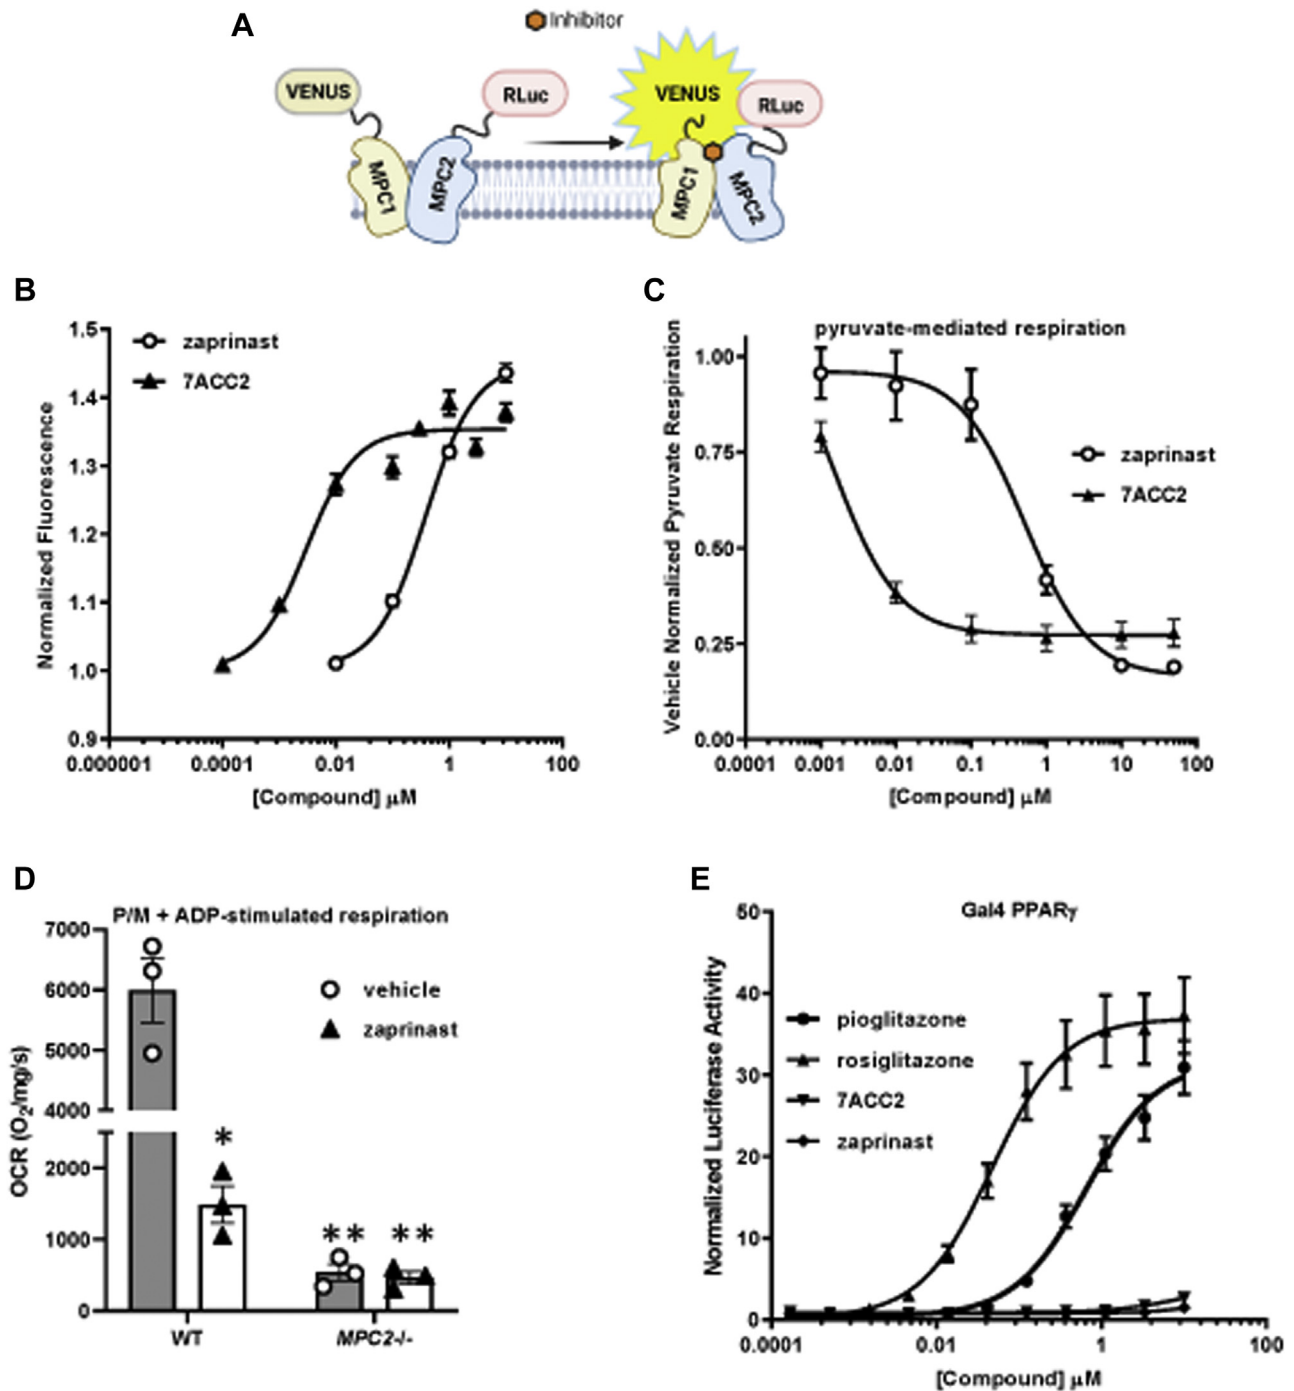 A
Inhibitor
VENUS
RLuc
MPC1
MPC2
VENUS
RLuc
MPC1
MPC2
B
1.5
1.4
1.3
1.2
1.1
1.0
0.9
Normalized Fluorescence
zaprinast
7ACC2
0.000001 0.0001 0.01 1 100
[Compound] μM
C
pyruvate-mediated respiration
1.00
0.75
0.50
0.25
0.00
Vehicle Normalized Pyruvate Respiration
zaprinast
7ACC2
0.0001 0.001 0.01 0.1 1 10 100
[Compound] μM
D
P/M + ADP-stimulated respiration
7000
6000
5000
4000
2000
1000
0
OCR (O₂/mg/s)
vehicle
zaprinast
*
** **
WT MPC2-/-
E
Gal4 PPARγ
50
40
30
20
10
0
Normalized Luciferase Activity
pioglitazone
rosiglitazone
7ACC2
zaprinast
0.0001 0.01 1 100
[Compound] μM